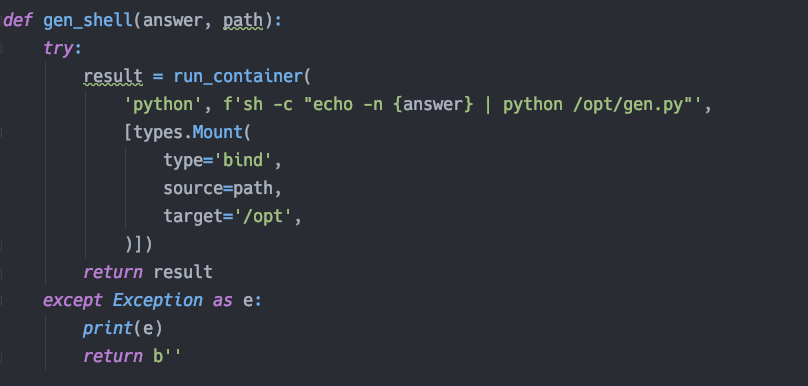 def gen_shell(answer, path):
    try:
        result = run_container(
            'python', f'sh -c "echo -n {answer} | python /opt/gen.py"',
            [types.Mount(
                type='bind',
                source=path,
                target='/opt',
            )])
        return result
    except Exception as e:
        print(e)
        return b''